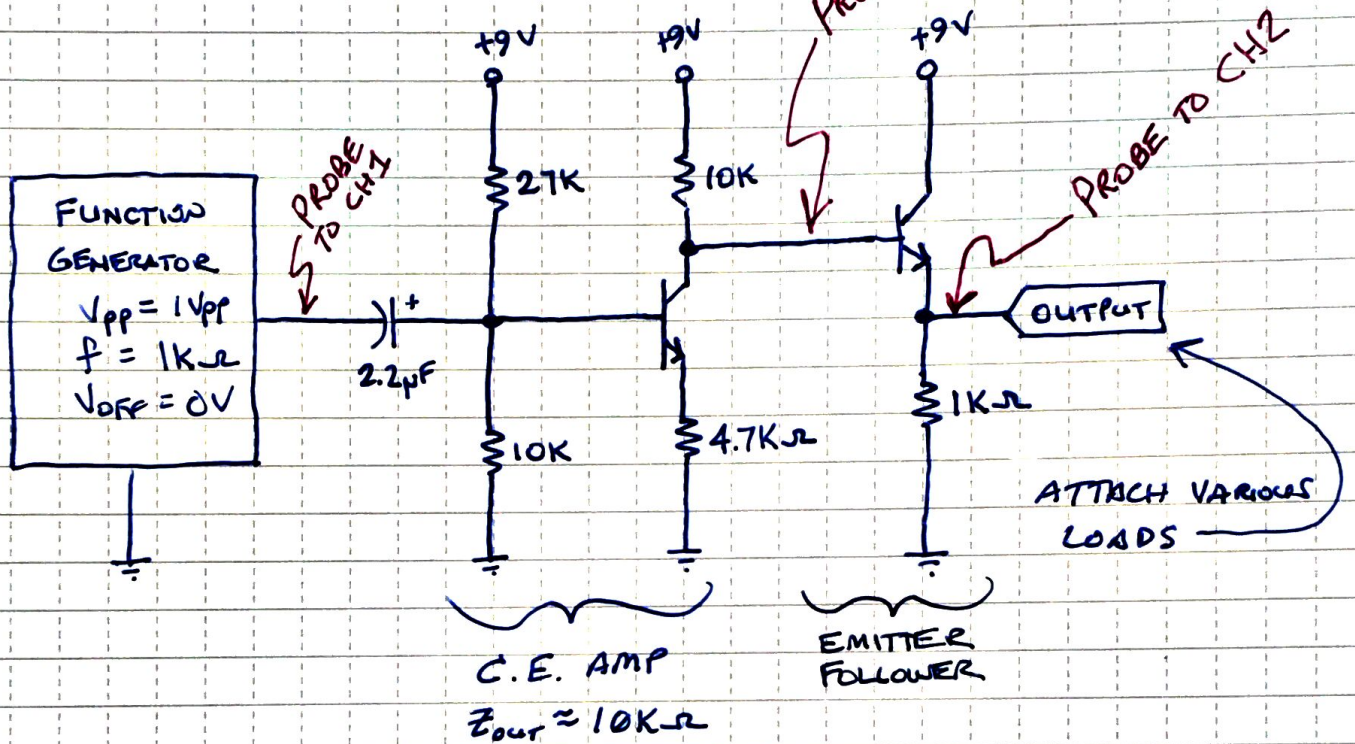 PRO
+9V
+9V
+9V
PROBE TO CH2
27K
10K
PROBE
TO CH1
FUNCTION
GENERATOR
Vpp = 1Vpp
f = 1KΩ
VOFF = 0V
+
2.2µF
OUTPUT
1KΩ
10K
4.7KΩ
ATTACH VARIOUS
LOADS
C.E. AMP
ZOUT ≈ 10KΩ
EMITTER
FOLLOWER